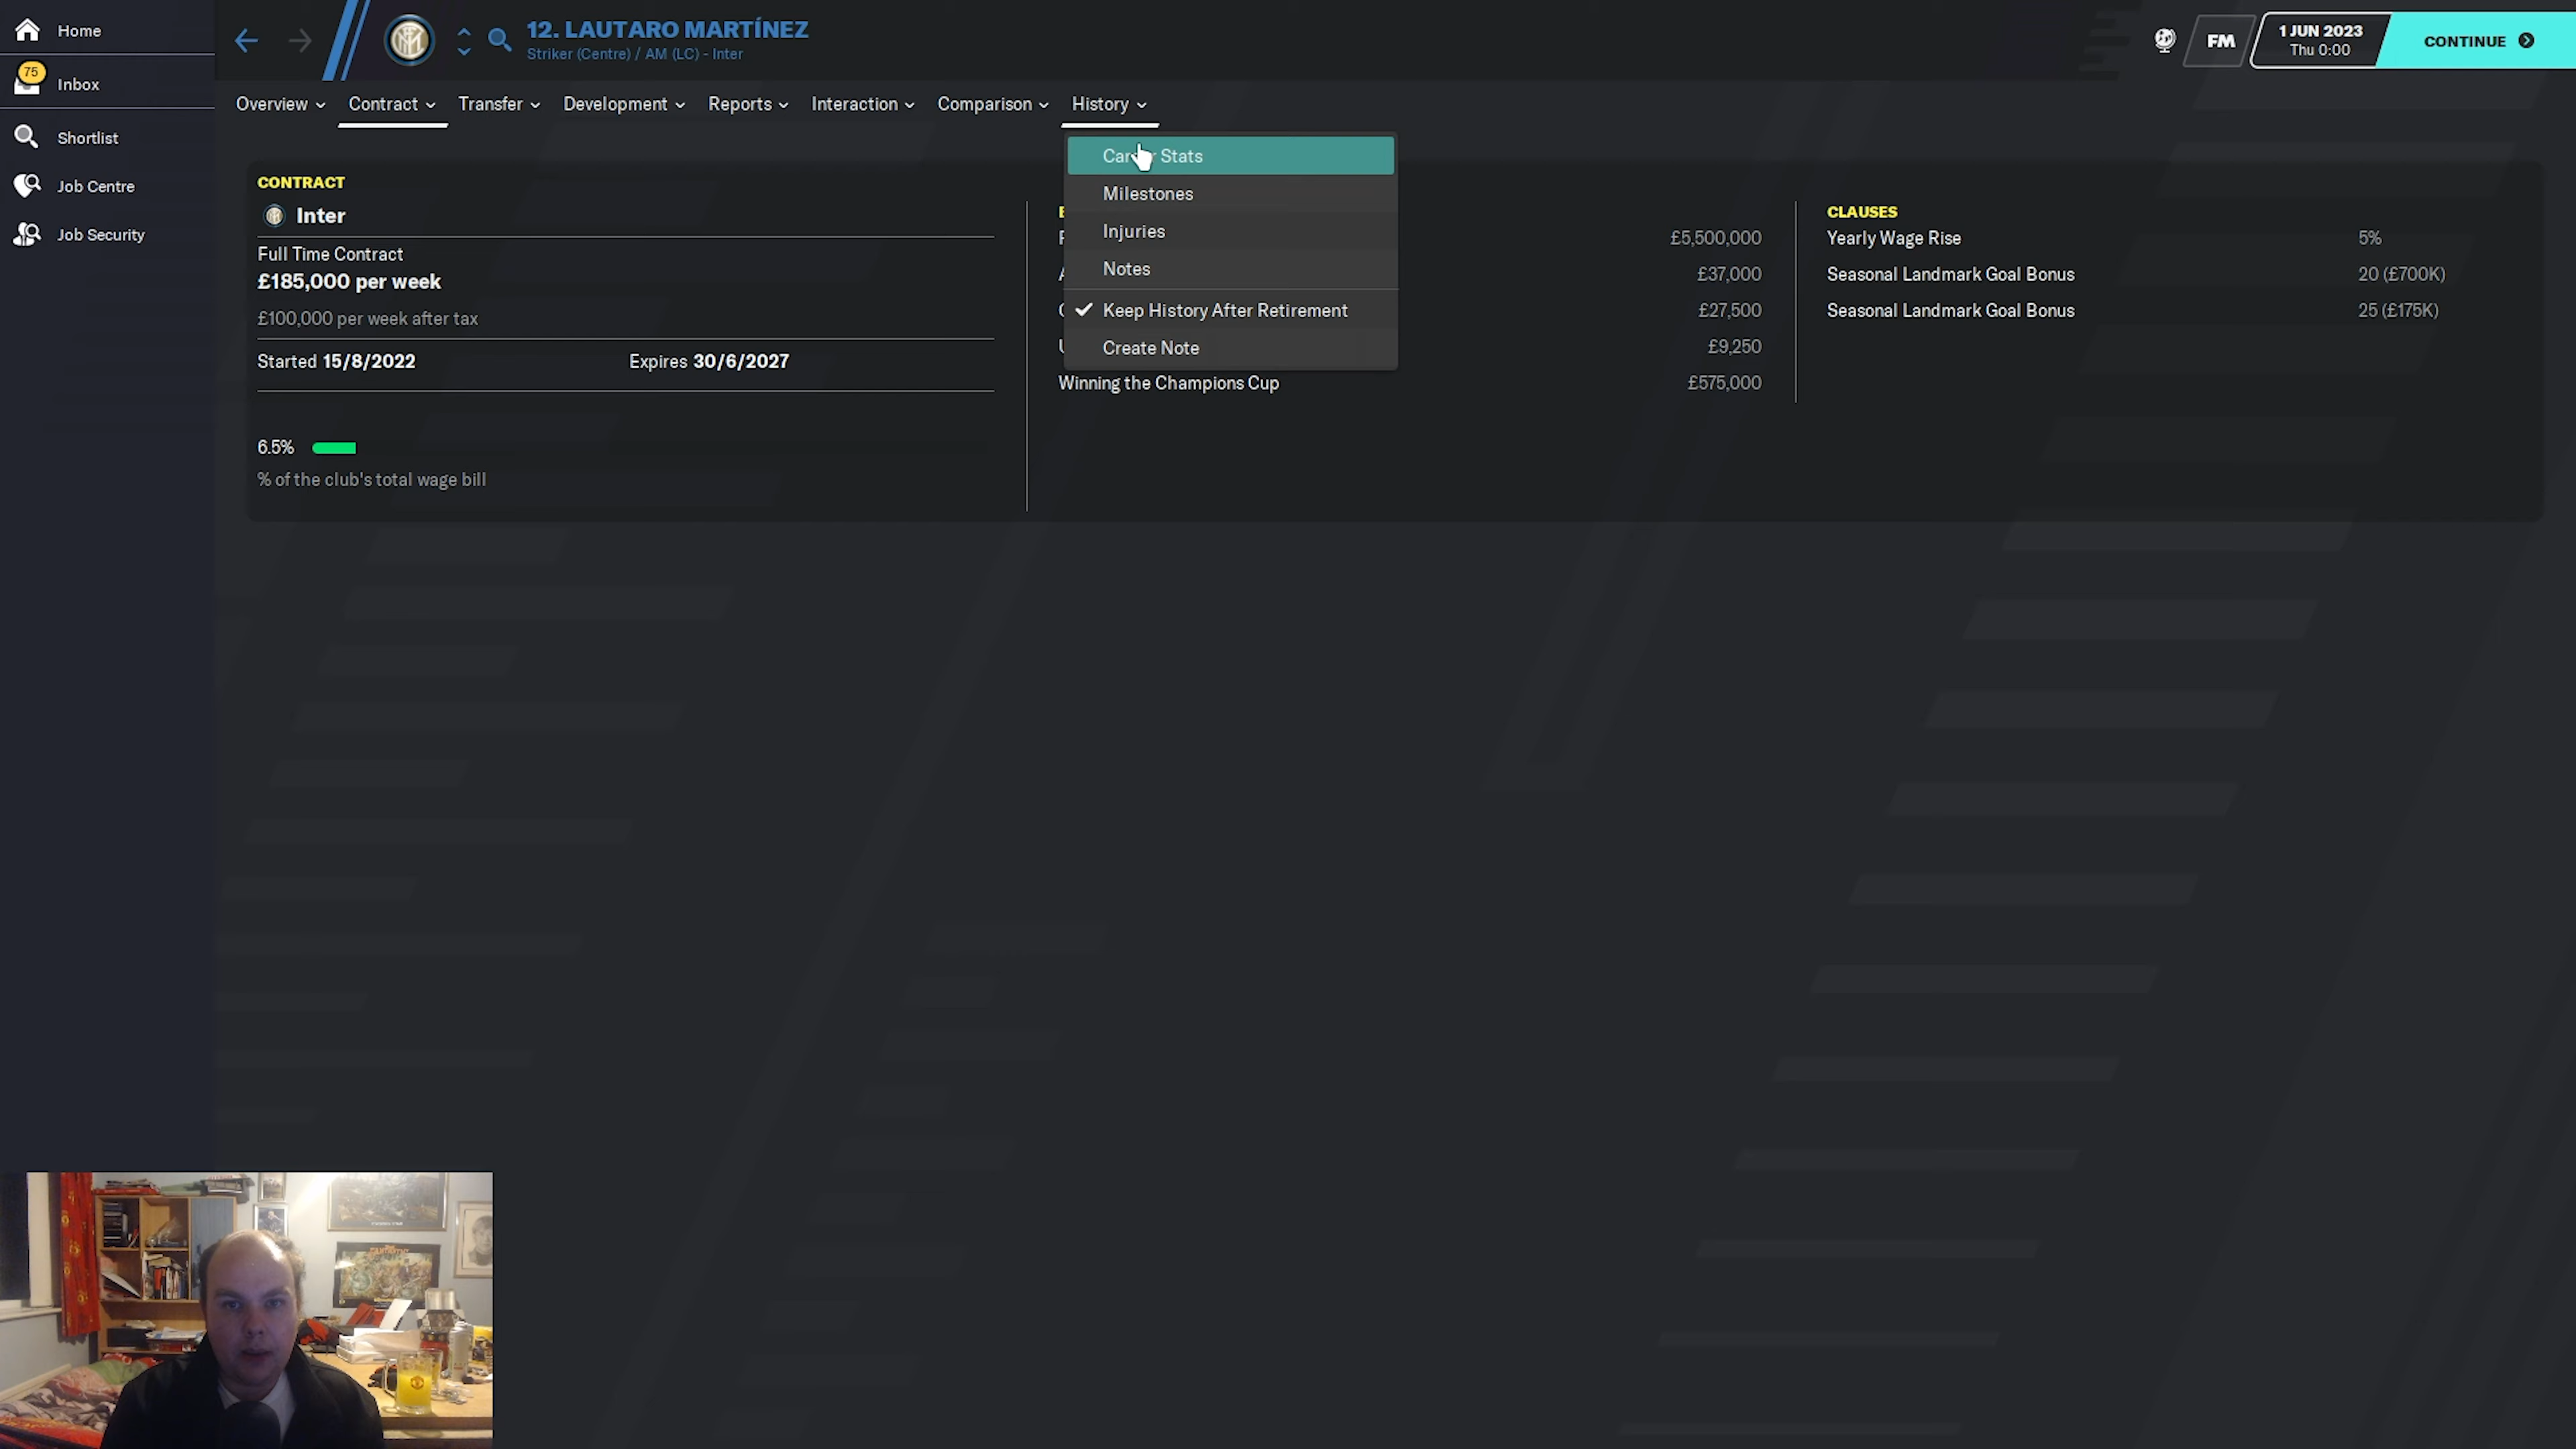 Home
75
Inbox
Shortlist
Job Centre
Job Security
12. LAUTARO MARTÍNEZ
Striker (Centre) / AM (LC) - Inter
FM
1 JUN 2023
Thu 0:00
CONTINUE
Overview
Contract
Transfer
Development
Reports
Interaction
Comparison
History
Stats
Milestones
Injuries
Notes
Keep History After Retirement
Create Note
CONTRACT
Inter
Full Time Contract
£185,000 per week
£100,000 per week after tax
Started 15/8/2022
Expires 30/6/2027
6.5%
% of the club's total wage bill
£5,500,000
£37,000
£27,500
£9,250
Winning the Champions Cup £575,000
CLAUSES
Yearly Wage Rise 5%
Seasonal Landmark Goal Bonus 20 (£700K)
Seasonal Landmark Goal Bonus 25 (£175K)